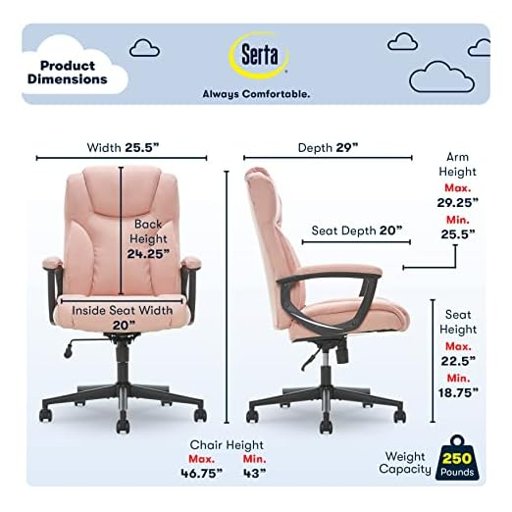 Product
Dimensions
Serta
Always Comfortable.
Width 25.5"
Depth 29"
Back
Height
24.25"
Inside Seat Width
20"
Seat Depth 20"
Arm
Height
Max.
29.25"
Min.
25.5"
Seat
Height
Max.
22.5"
Min.
18.75"
Chair Height
Max. Min.
46.75" 43"
Weight
Capacity
250
Pounds